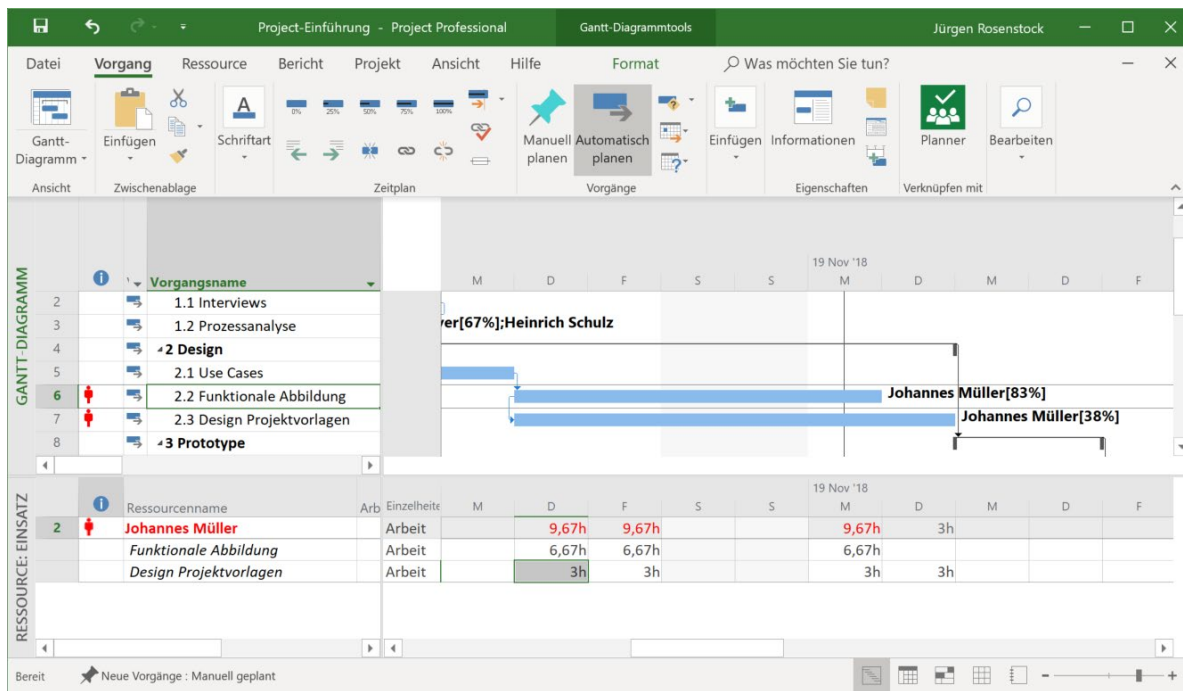 Project-Einführung - Project Professional
Gantt-Diagrammtools
Jürgen Rosenstock
Datei Vorgang Ressource Bericht Projekt Ansicht Hilfe Format Was möchten Sie tun?
0% 25% 50% 75% 100%
Gantt-
Diagramm
Einfügen
Schriftart
Manuell
planen
Automatisch
planen
Einfügen
Informationen
Planner
Bearbeiten
Ansicht Zwischenablage Zeitplan Vorgänge Eigenschaften Verknüpfen mit
GANTT-DIAGRAMM
19 Nov '18
Vorgangsname M D F S S M D M D F
2 1.1 Interviews
3 1.2 Prozessanalyse
er[67%];Heinrich Schulz
4 2 Design
5 2.1 Use Cases
6 2.2 Funktionale Abbildung Johannes Müller[83%]
7 2.3 Design Projektvorlagen Johannes Müller[38%]
8 3 Prototype
RESSOURCE: EINSATZ
19 Nov '18
Ressourcenname Arb Einzelheite M D F S S M D M D F
2 Johannes Müller Arbeit 9,67h 9,67h 9,67h 3h
Funktionale Abbildung Arbeit 6,67h 6,67h 6,67h
Design Projektvorlagen Arbeit 3h 3h 3h 3h
Bereit Neue Vorgänge : Manuell geplant